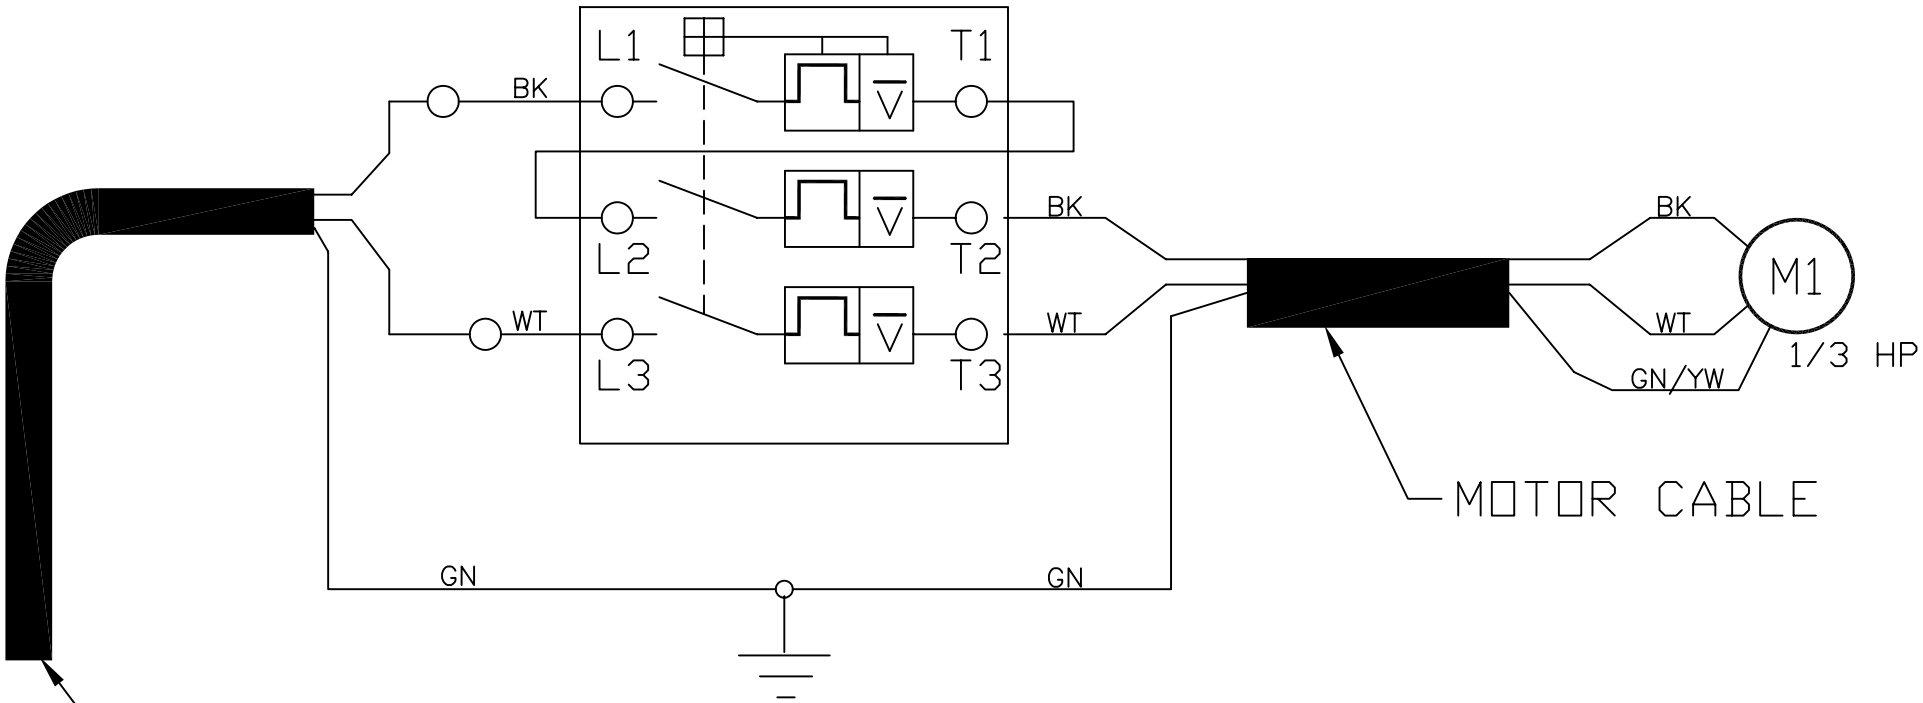 L1
T1
BK
BK
BK
L2
T2
M1
WT
WT
WT
1/3 HP
L3
T3
GN/YW
MOTOR CABLE
GN
GN